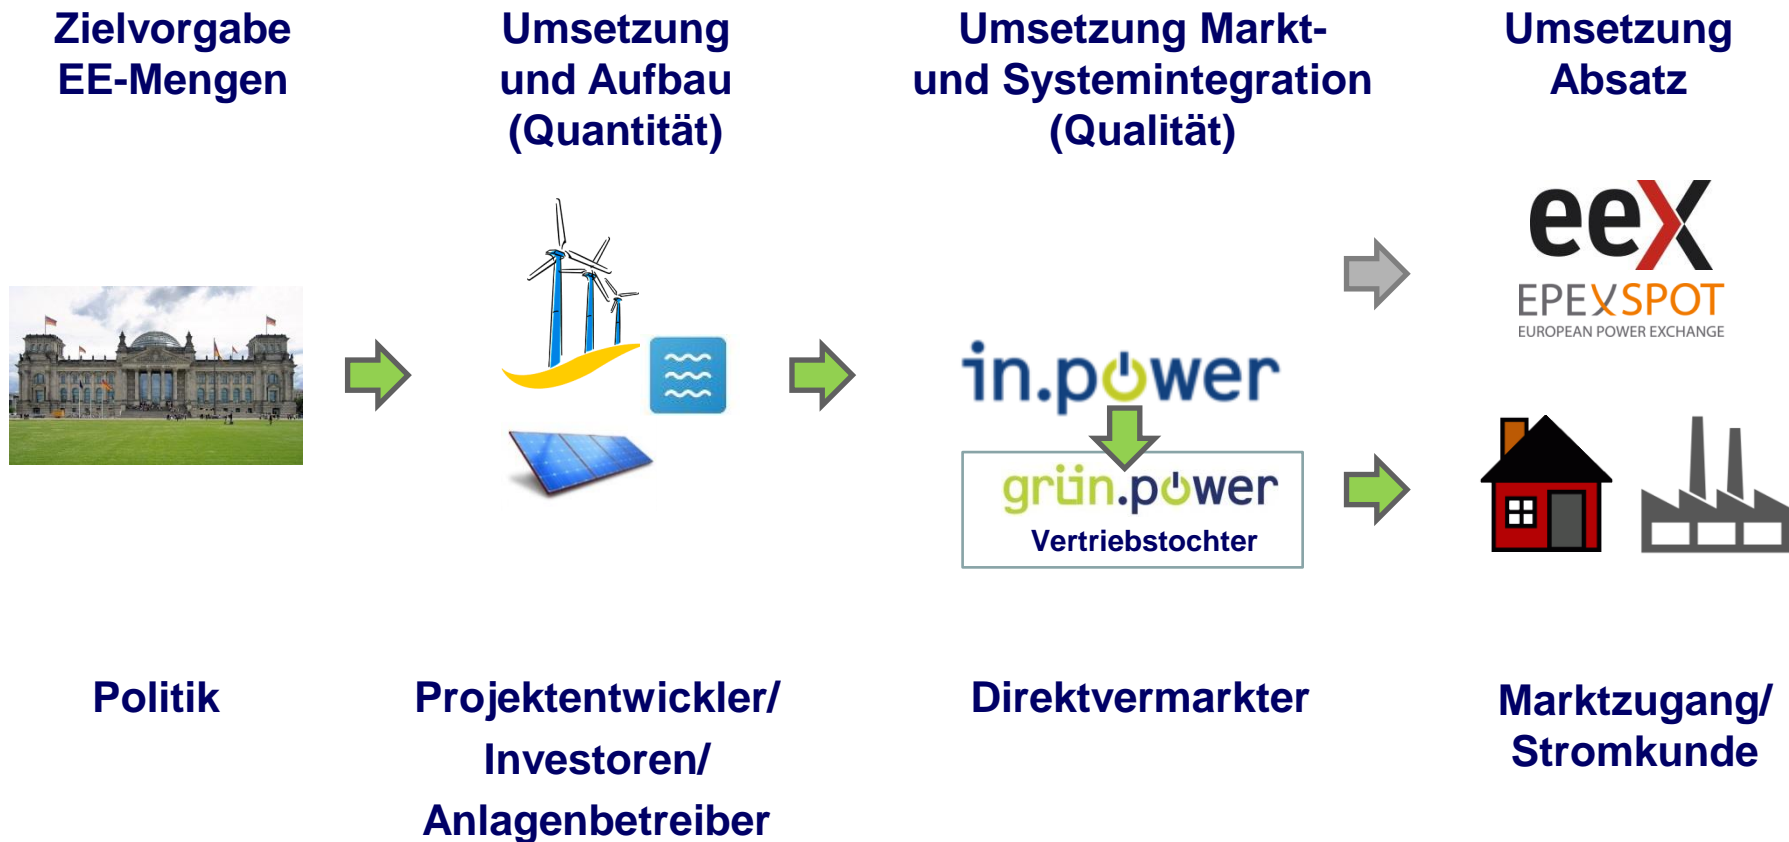 Zielvorgabe
EE-Mengen
Umsetzung
und Aufbau
(Quantität)
Umsetzung Markt-
und Systemintegration
(Qualität)
Umsetzung
Absatz
eex
EPEXSPOT
EUROPEAN POWER EXCHANGE
in.power
grün.power
Vertriebstochter
Politik
Projektentwickler/
Investoren/
Anlagenbetreiber
Direktvermarkter
Marktzugang/
Stromkunde